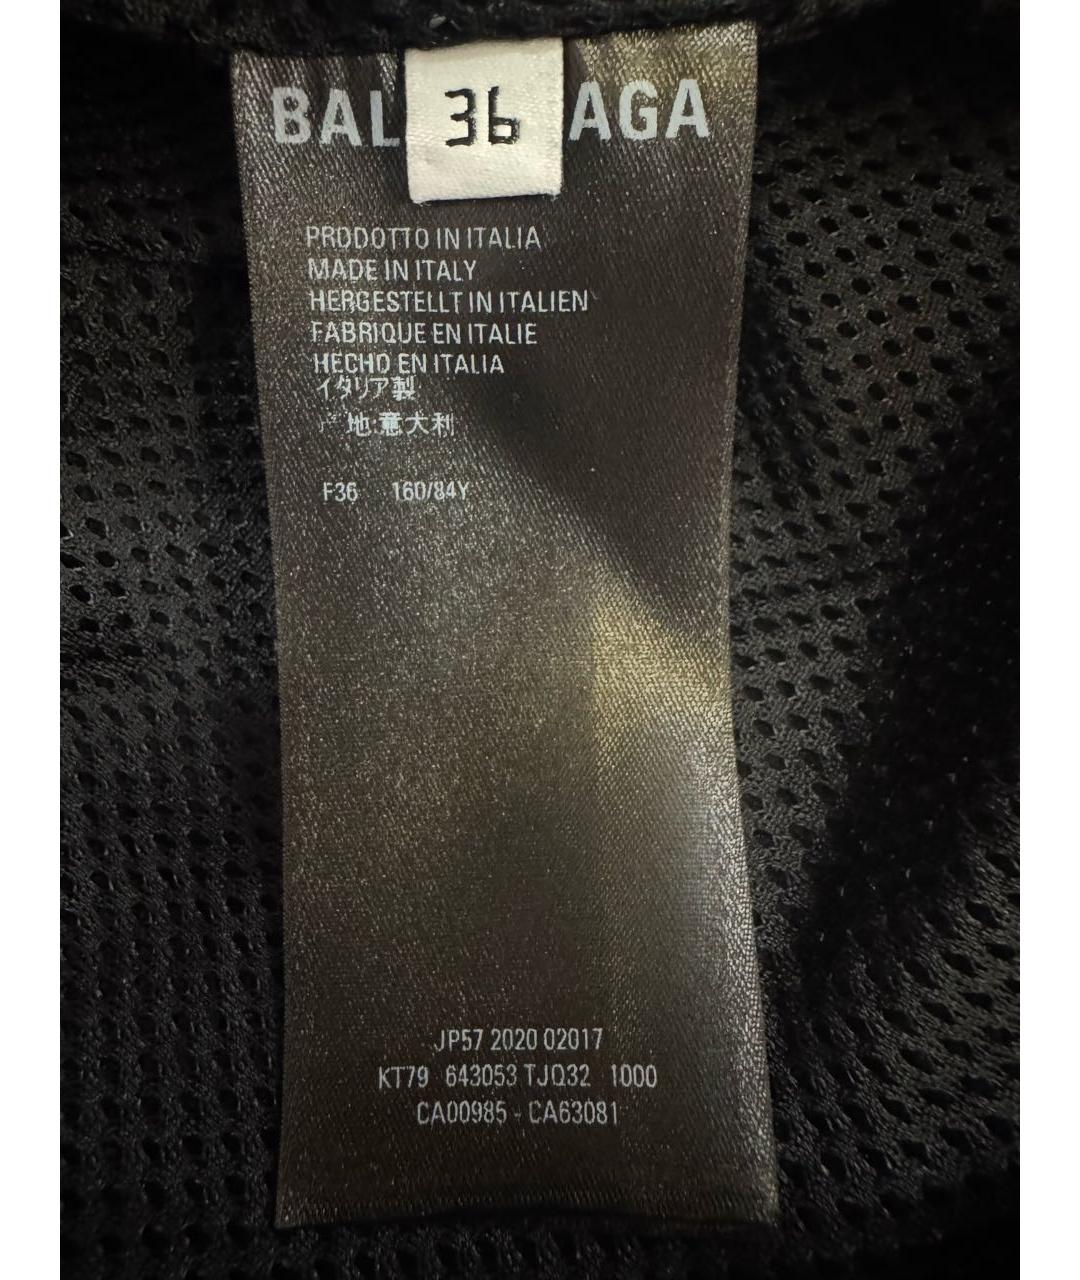 BAL 36 AGA
PRODOTTO IN ITALIA
MADE IN ITALY
HERGESTELLT IN ITALIEN
FABRIQUE EN ITALIE
HECHO EN ITALIA
イタリア製
地:意大利
F36 160/84Y
JP57 2020 02017
KT79 643053 TJQ32 1000
CA00985 - CA63081